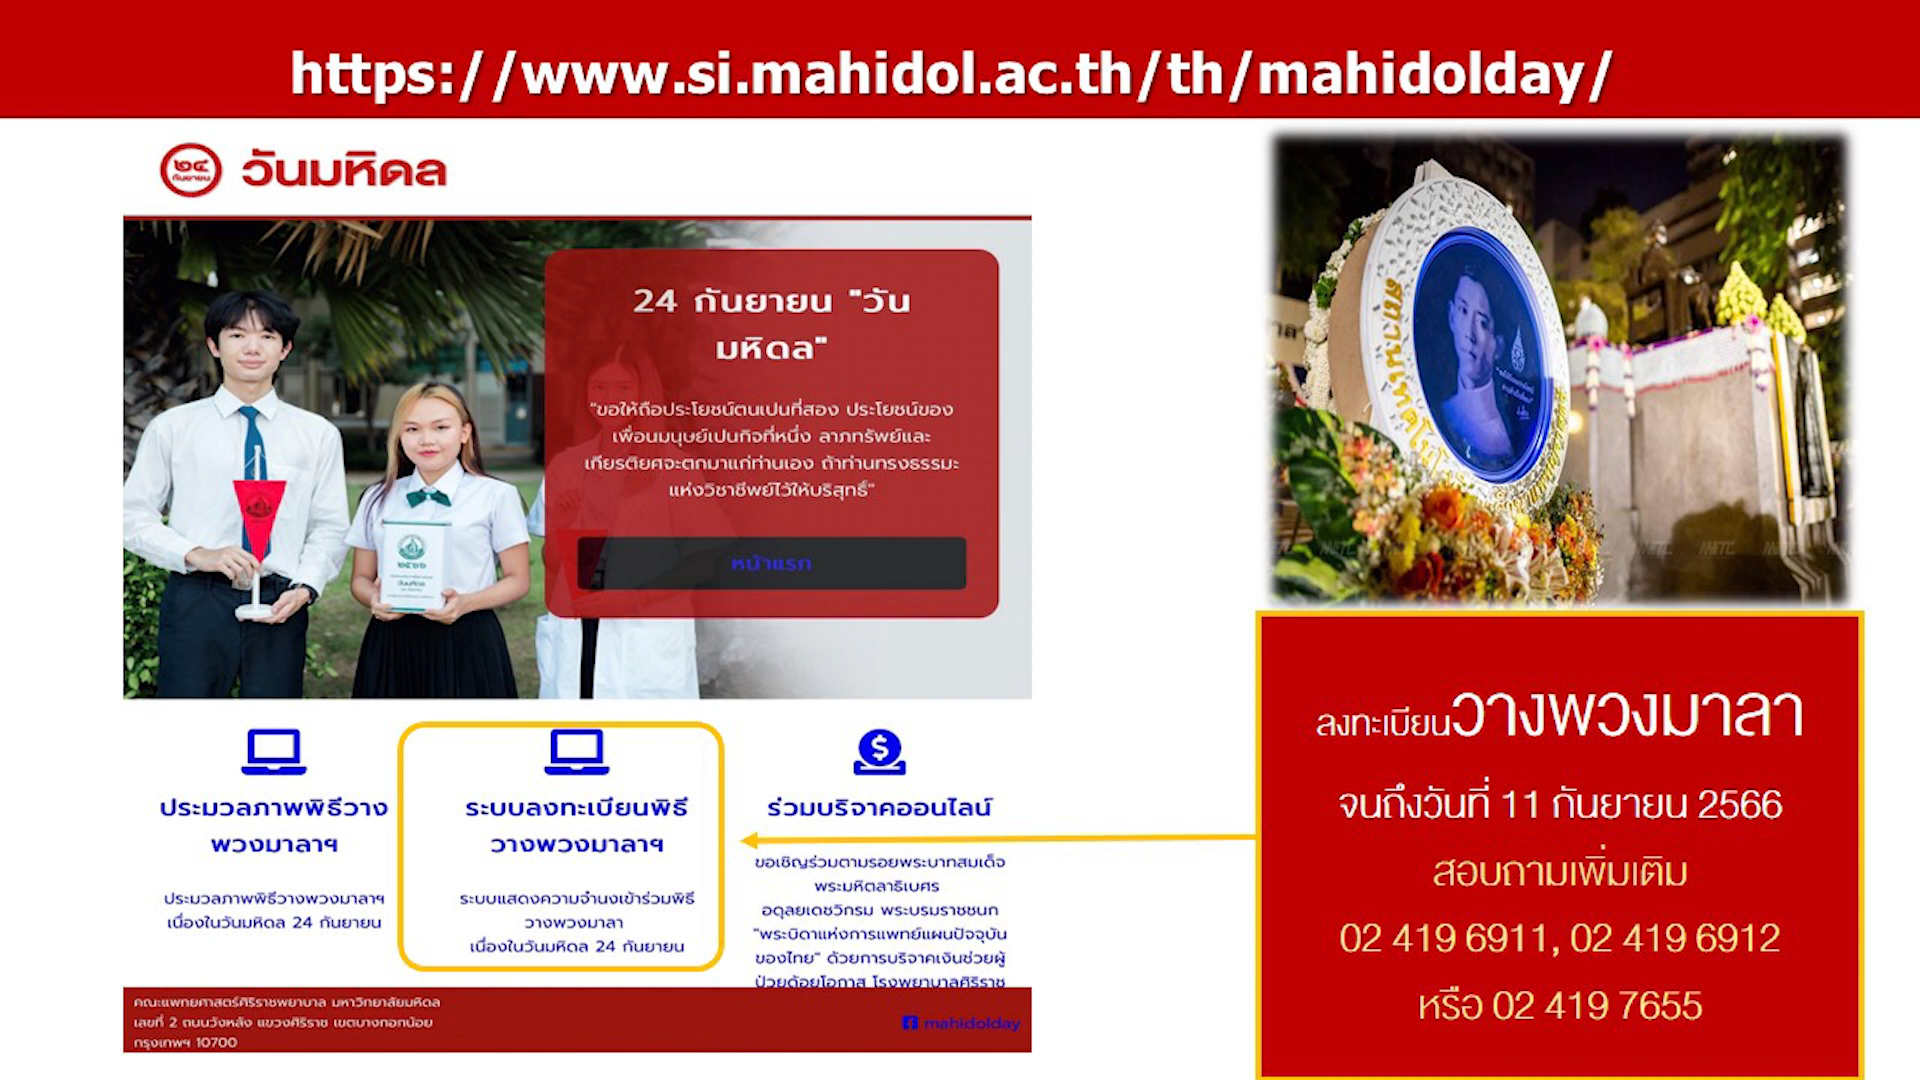 https://www.si.mahidol.ac.th/th/mahidolday/
๒๔
กันยายน
วันมหิดล
24 กันยายน "วัน
มหิดล"
"ขอให้ถือประโยชน์ตนเปนที่สอง ประโยชน์ของ
เพื่อนมนุษย์เปนกิจที่หนึ่ง ลาภทรัพย์และ
เกียรติยศจะตกมาแก่ท่านเอง ถ้าท่านทรงธรรมะ
แห่งวิชาชีพย์ไว้ให้บริสุทธิ์"
หน้าแรก
๒๕๖๖
วันมหิดล
ประมวลภาพพิธีวาง
พวงมาลาฯ
ประมวลภาพพิธีวางพวงมาลาฯ
เนื่องในวันมหิดล 24 กันยายน
ระบบลงทะเบียนพิธี
วางพวงมาลาฯ
ระบบแสดงความจำนงเข้าร่วมพิธี
วางพวงมาลา
เนื่องในวันมหิดล 24 กันยายน
ร่วมบริจาคออนไลน์
ขอเชิญร่วมตามรอยพระบาทสมเด็จ
พระมหิตลาธิเบศร
อดุลยเดชวิกรม พระบรมราชชนก
"พระบิดาแห่งการแพทย์แผนปัจจุบัน
ของไทย" ด้วยการบริจาคเงินช่วยผู้
ป่วยด้อยโอกาส โรงพยาบาลศิริราช
คณะแพทยศาสตร์ศิริราชพยาบาล มหาวิทยาลัยมหิดล
เลขที่ 2 ถนนวังหลัง แขวงศิริราช เขตบางกอกน้อย
กรุงเทพฯ 10700
mahidolday
ลงทะเบียนวางพวงมาลา
จนถึงวันที่ 11 กันยายน 2566
สอบถามเพิ่มเติม
02 419 6911, 02 419 6912
หรือ 02 419 7655